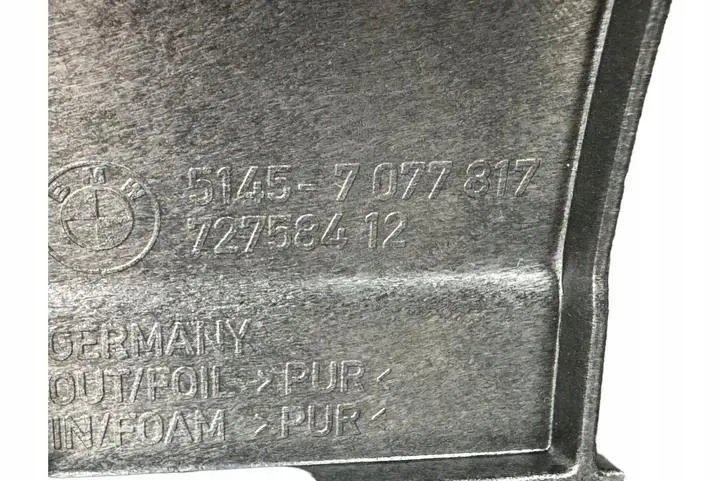 BMW
5145-7 077 817
727584 12
GERMANY
OUT/FOIL >PUR<
IN/FOAM >PUR<